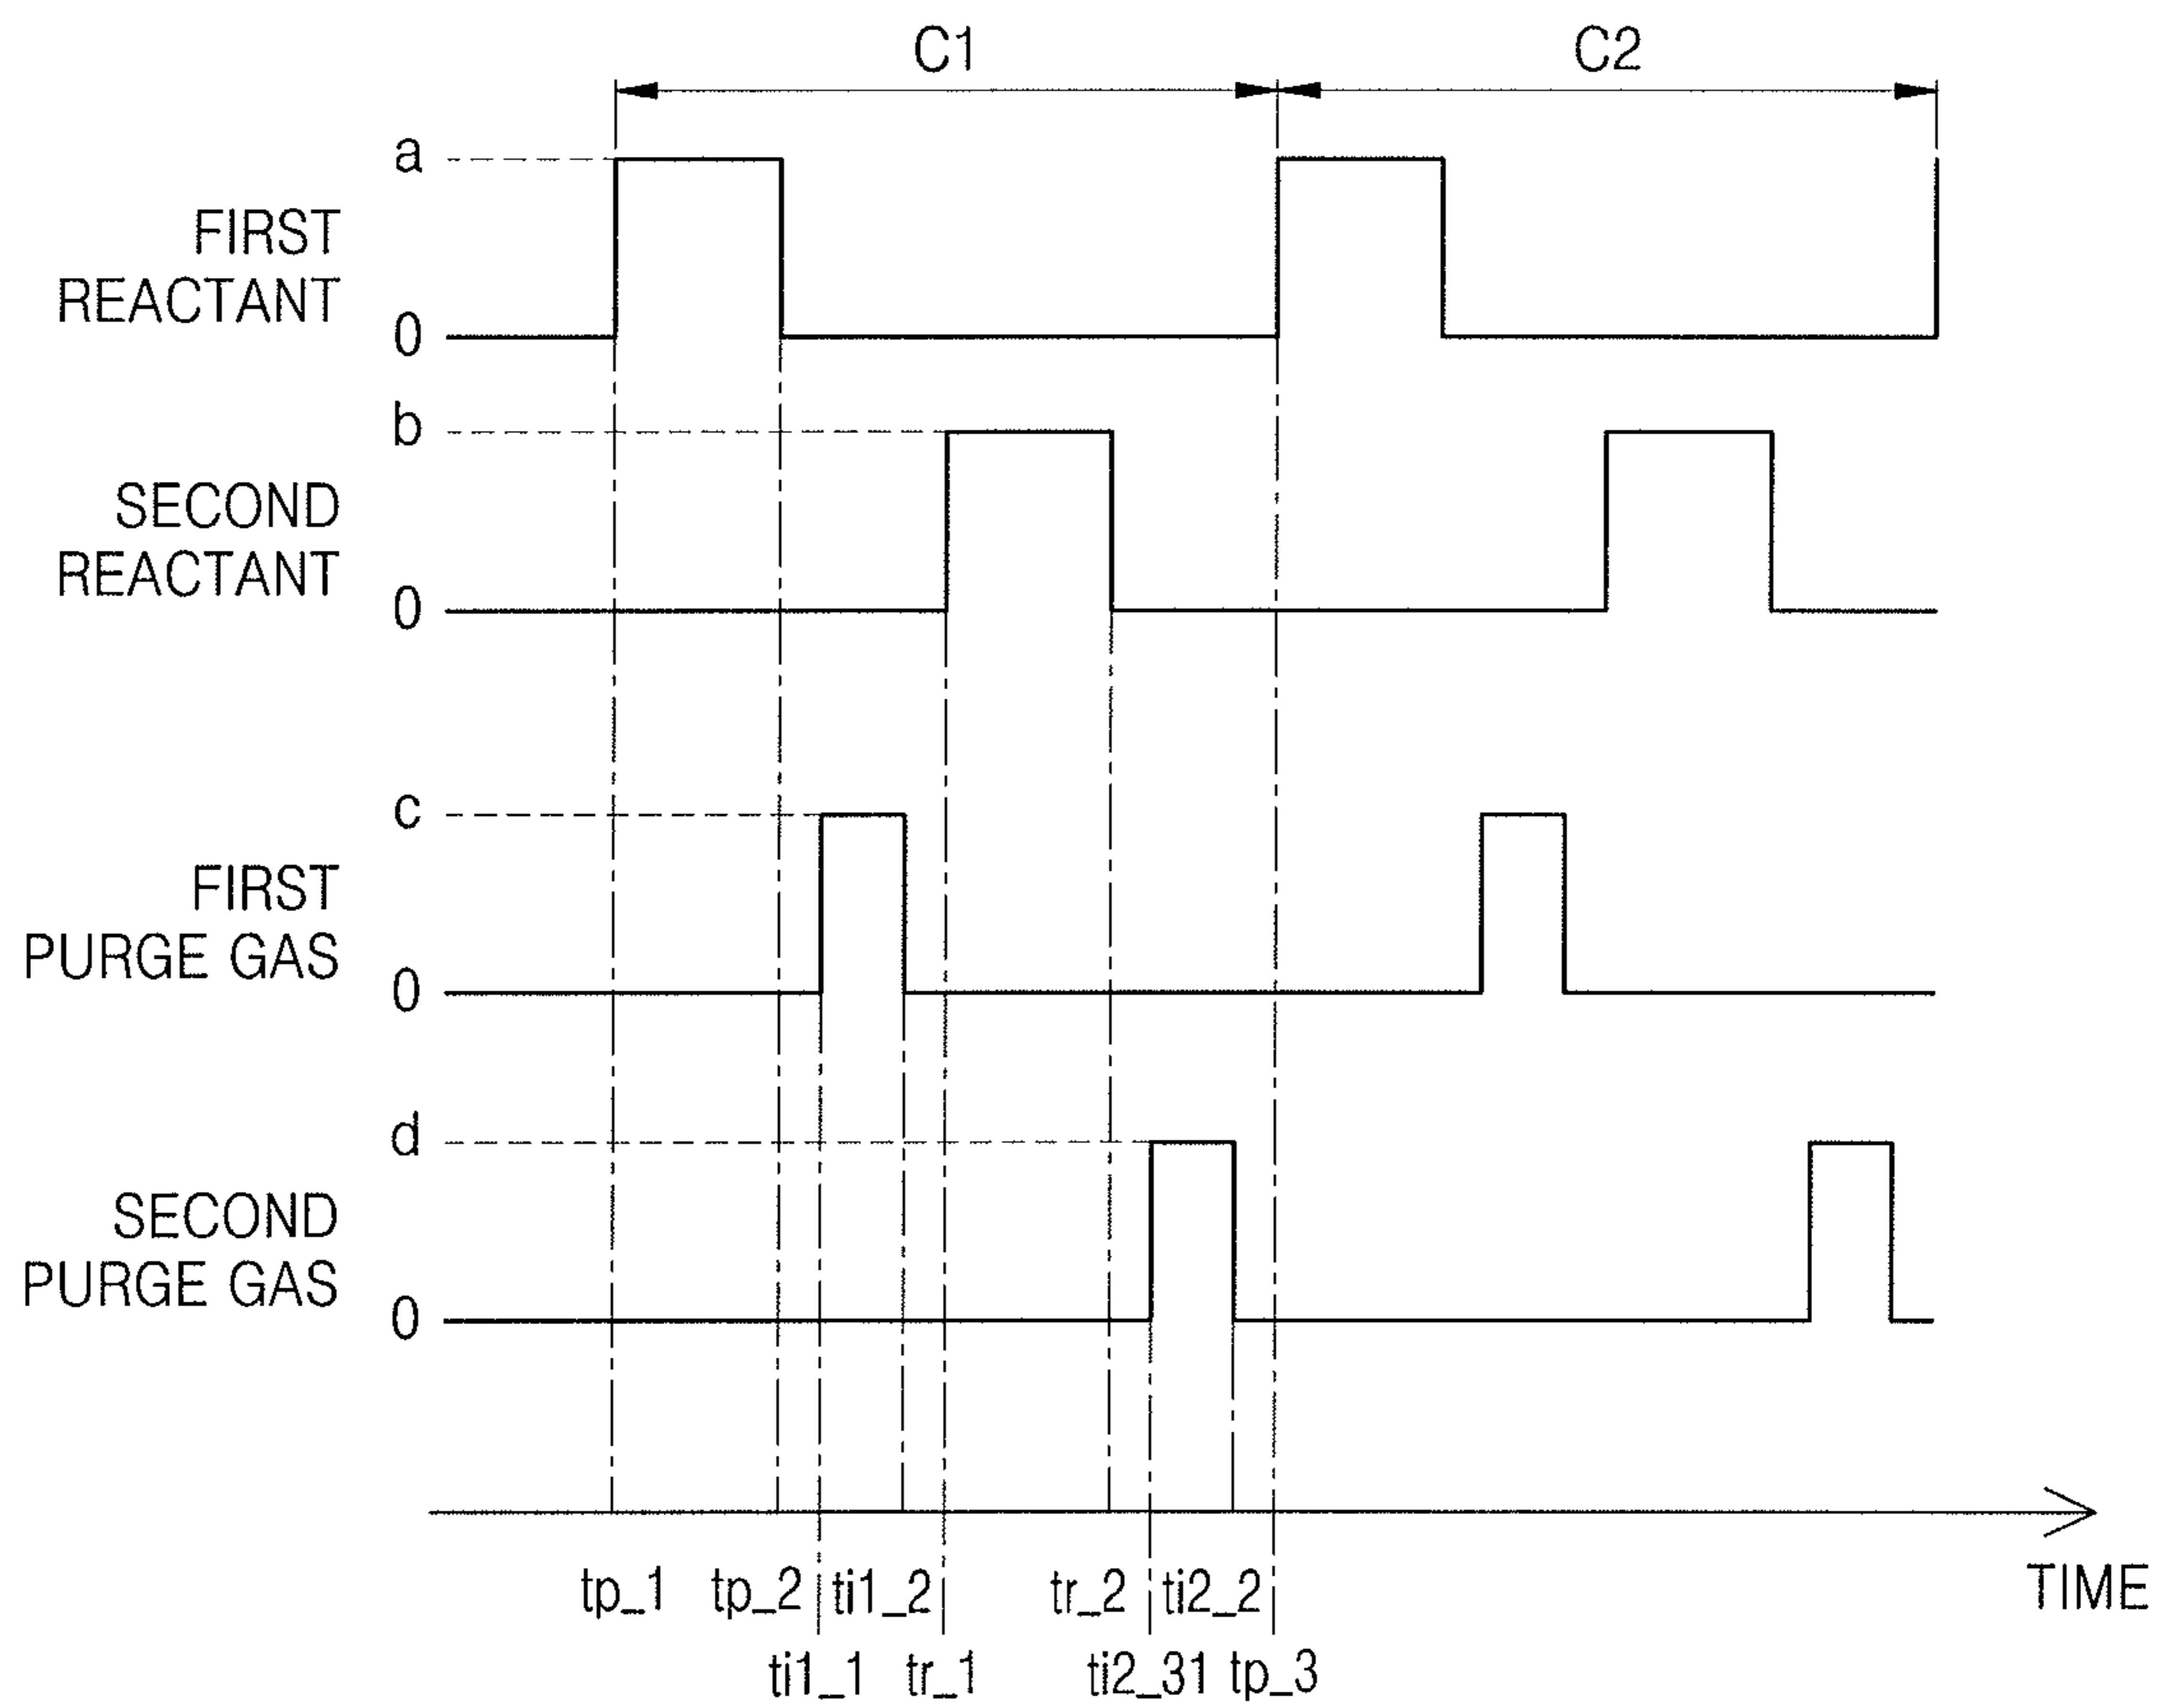 C1 C2
a
FIRST
REACTANT
0
b
SECOND
REACTANT
0
c
FIRST
PURGE GAS
0
d
SECOND
PURGE GAS
0
tp_1 tp_2 ti1_2 tr_2 ti2_2 TIME
ti1_1 tr_1 ti2_31 tp_3